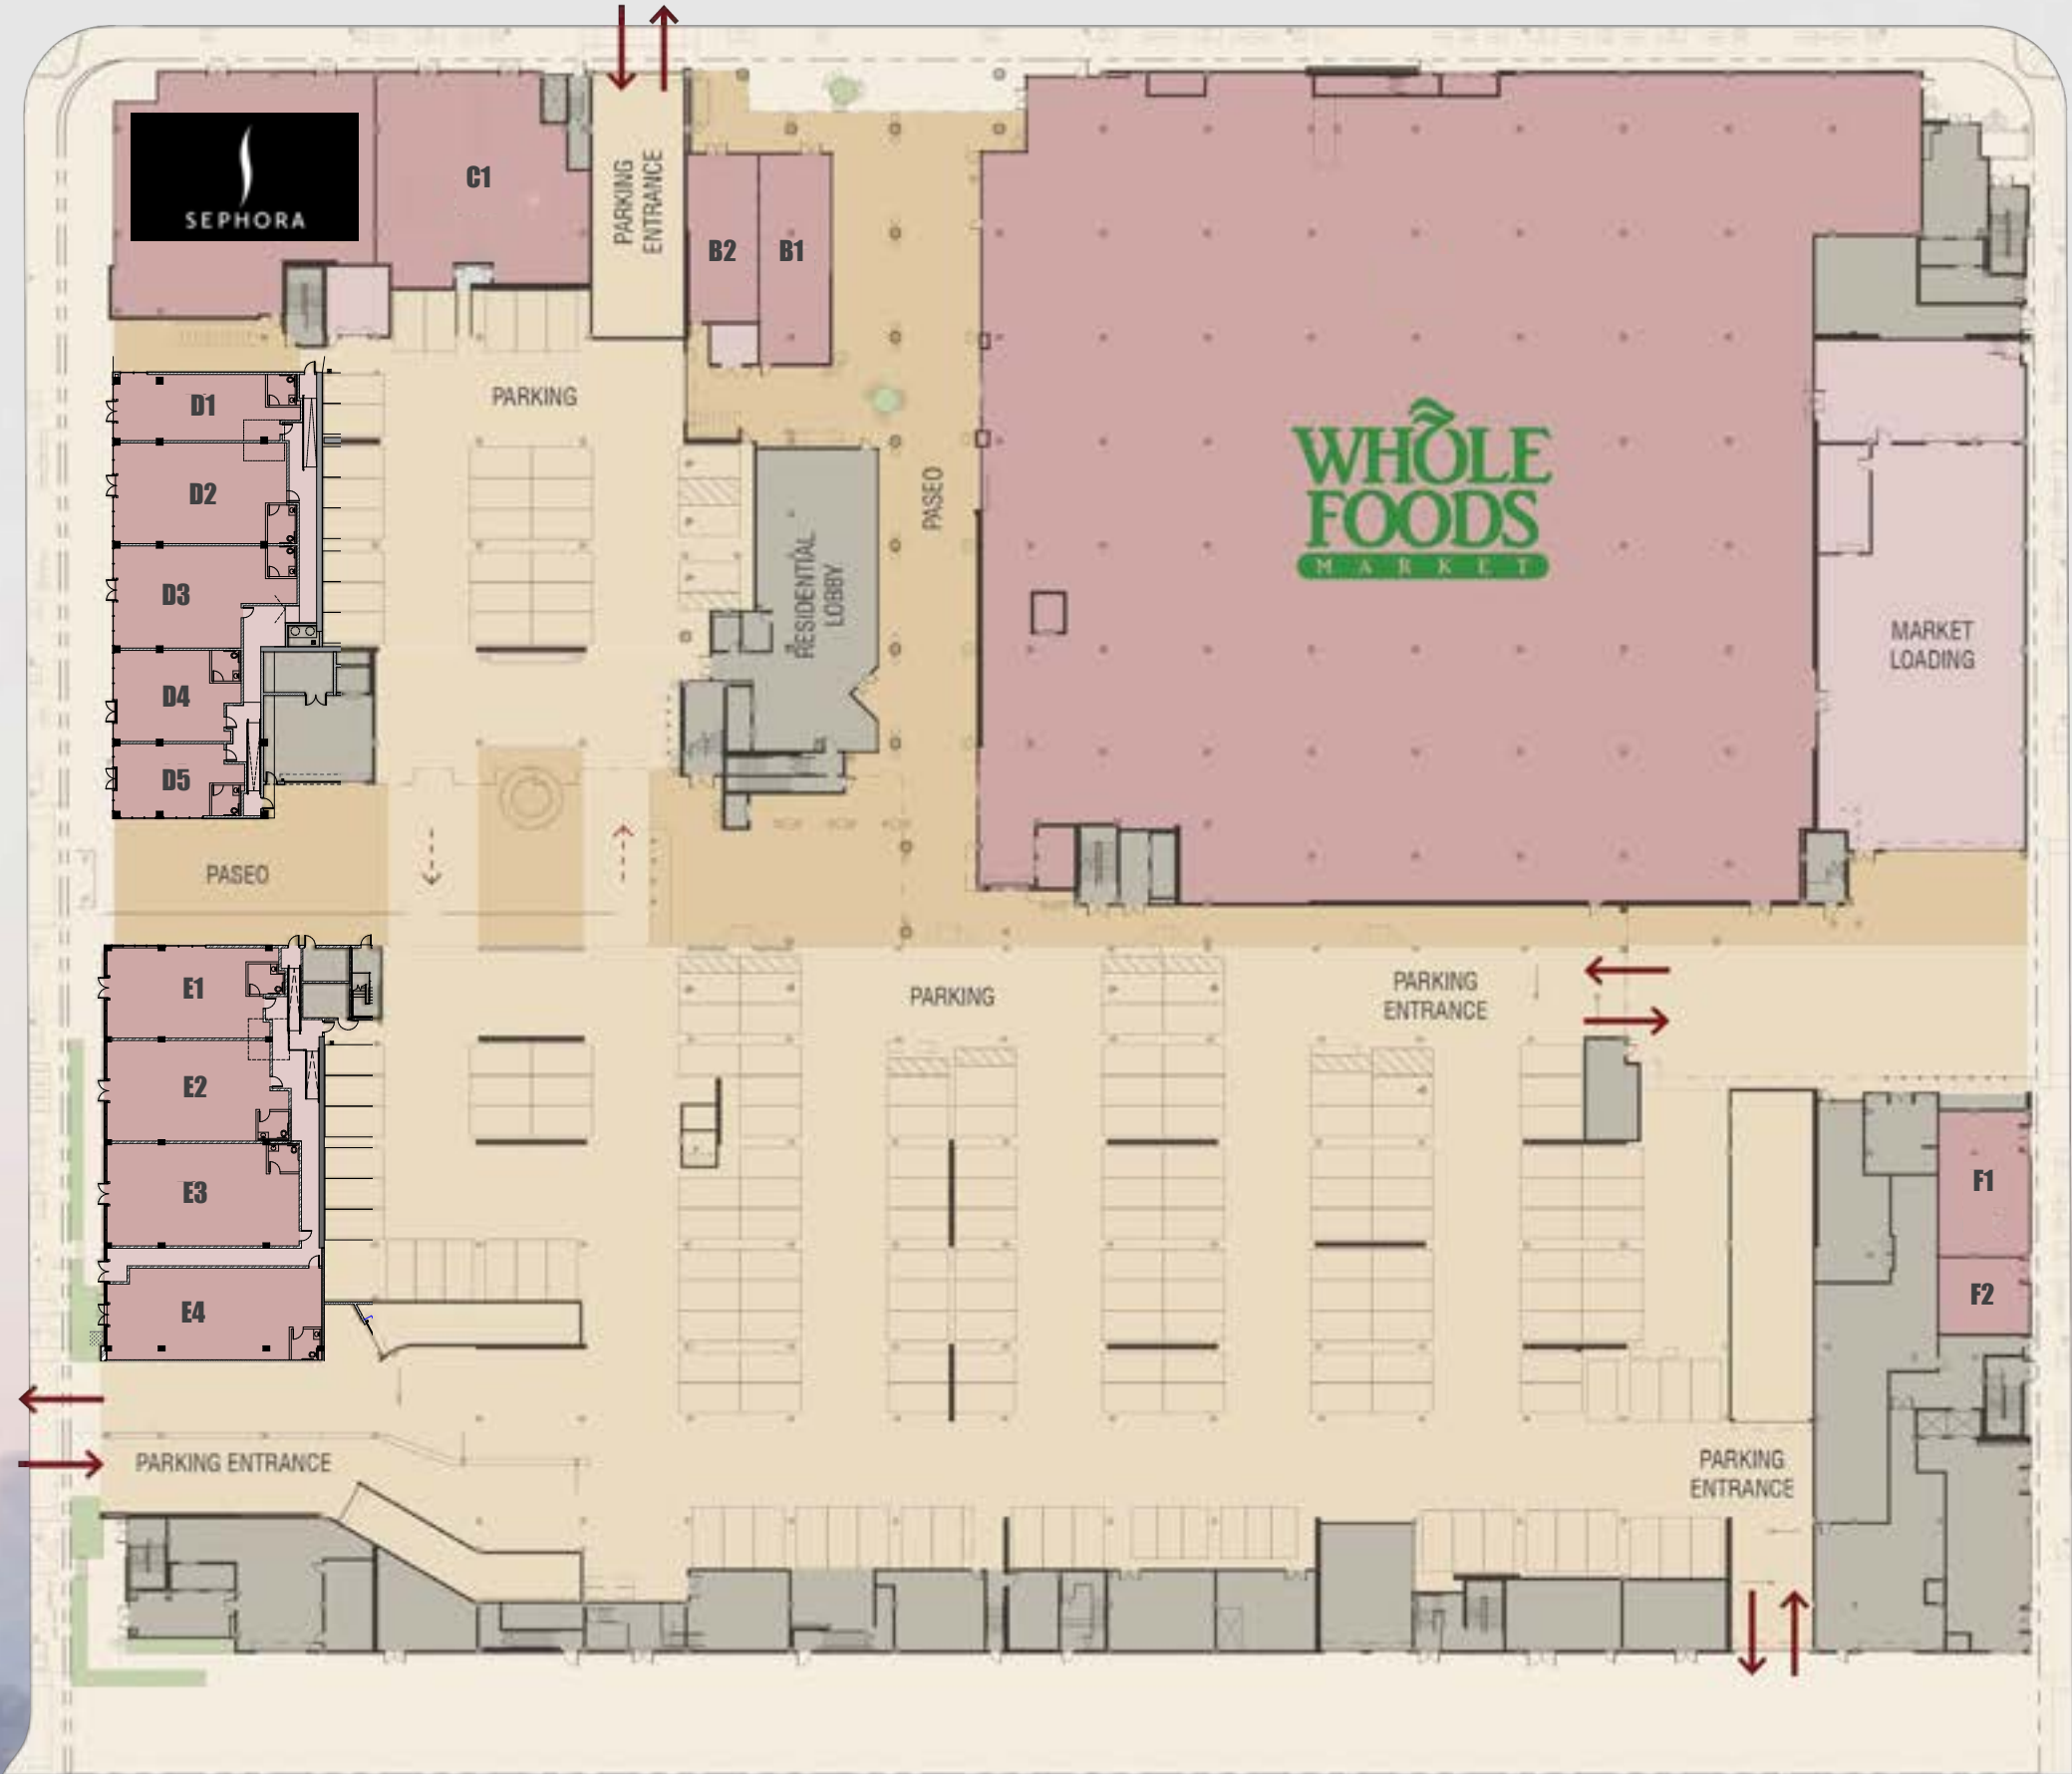 SEPHORA
C1
PARKING
ENTRANCE
B2
B1
PARKING
D1
D2
D3
D4
D5
RESIDENTIAL
LOBBY
PASEO
WHOLE
FOODS
MARKET
MARKET
LOADING
PASEO
E1
E2
E3
E4
PARKING
PARKING
ENTRANCE
F1
F2
PARKING ENTRANCE
PARKING
ENTRANCE